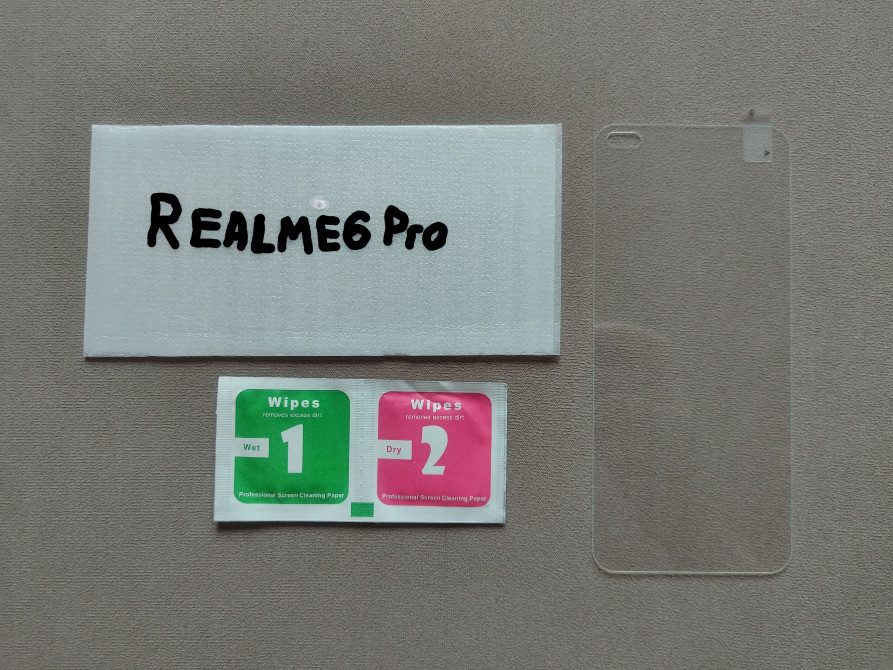 REALME6 Pro
Wipes
removes excess dirt
Wet
1
Professional Screen Cleaning Paper
Wipes
removes excess dirt
Dry
2
Professional Screen Cleaning Paper